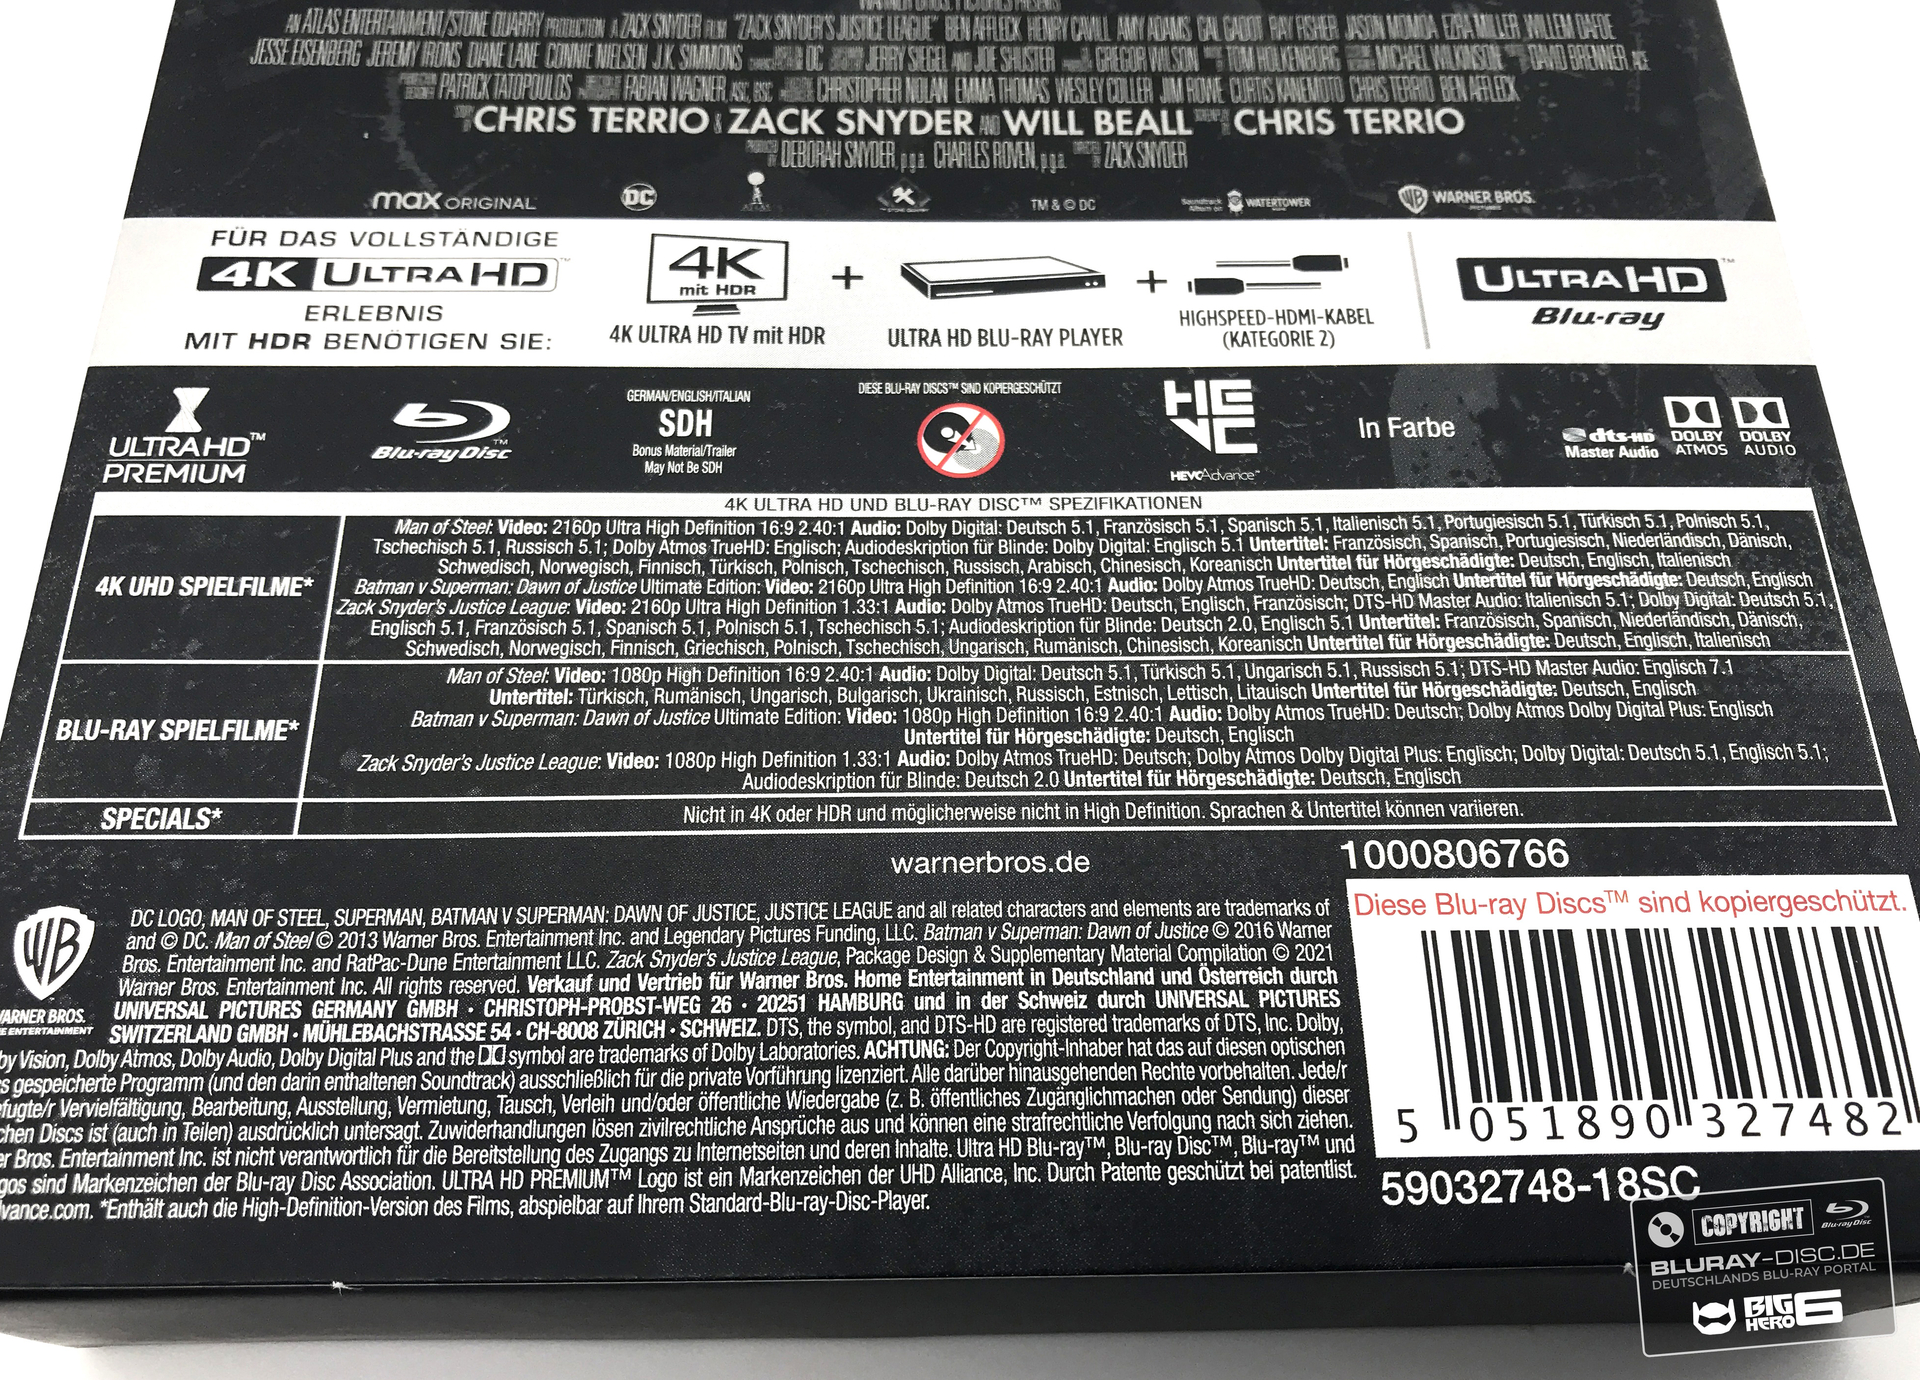 WARNER BROS. PICTURES PRESENTS
AN ATLAS ENTERTAINMENT/STONE QUARRY PRODUCTION A ZACK SNYDER FILM "ZACK SNYDER'S JUSTICE LEAGUE" BEN AFFLECK HENRY CAVILL AMY ADAMS GAL GADOT RAY FISHER JASON MOMOA EZRA MILLER WILLEM DAFOE
JESSE EISENBERG JEREMY IRONS DIANE LANE CONNIE NIELSEN J.K. SIMMONS DC JERRY SIEGEL AND JOE SHUSTER GREGOR WILSON TOM HOLKENBORG MICHAEL WILKINSON DAVID BRENNER, ACE
PATRICK TATOPOULOS FABIAN WAGNER, ASC, BSC CHRISTOPHER NOLAN EMMA THOMAS WESLEY COLLER JIM ROWE CURTIS KANEMOTO CHRIS TERRIO BEN AFFLECK
CHRIS TERRIO & ZACK SNYDER AND WILL BEALL CHRIS TERRIO
DEBORAH SNYDER, p.g.a. CHARLES ROVEN, p.g.a. ZACK SNYDER
max ORIGINAL DC TM & © DC Soundtrack Album on WATERTOWER WB WARNER BROS. PICTURES
FÜR DAS VOLLSTÄNDIGE
4K ULTRA HD™
ERLEBNIS
MIT HDR BENÖTIGEN SIE:
4K
mit HDR
4K ULTRA HD TV mit HDR
+
ULTRA HD BLU-RAY PLAYER
+
HIGHSPEED-HDMI-KABEL
(KATEGORIE 2)
ULTRA HD™
Blu-ray
ULTRA HD™
PREMIUM
Blu-ray Disc™
GERMAN/ENGLISH/ITALIAN
SDH
Bonus Material/Trailer
May Not Be SDH
DIESE BLU-RAY DISCS™ SIND KOPIERGESCHÜTZT
HEVC
HEVC Advance™
In Farbe
dts-HD
Master Audio
DOLBY
ATMOS
DOLBY
AUDIO
4K ULTRA HD UND BLU-RAY DISC™ SPEZIFIKATIONEN
4K UHD SPIELFILME*
Man of Steel: Video: 2160p Ultra High Definition 16:9 2.40:1 Audio: Dolby Digital: Deutsch 5.1, Französisch 5.1, Spanisch 5.1, Italienisch 5.1, Portugiesisch 5.1, Türkisch 5.1, Polnisch 5.1,
Tschechisch 5.1, Russisch 5.1; Dolby Atmos TrueHD: Englisch; Audiodeskription für Blinde: Dolby Digital: Englisch 5.1 Untertitel: Französisch, Spanisch, Portugiesisch, Niederländisch, Dänisch,
Schwedisch, Norwegisch, Finnisch, Türkisch, Polnisch, Tschechisch, Russisch, Arabisch, Chinesisch, Koreanisch Untertitel für Hörgeschädigte: Deutsch, Englisch, Italienisch
Batman v Superman: Dawn of Justice Ultimate Edition: Video: 2160p Ultra High Definition 16:9 2.40:1 Audio: Dolby Atmos TrueHD: Deutsch, Englisch Untertitel für Hörgeschädigte: Deutsch, Englisch
Zack Snyder's Justice League: Video: 2160p Ultra High Definition 1.33:1 Audio: Dolby Atmos TrueHD: Deutsch, Englisch, Französisch; DTS-HD Master Audio: Italienisch 5.1; Dolby Digital: Deutsch 5.1,
Englisch 5.1, Französisch 5.1, Spanisch 5.1, Polnisch 5.1, Tschechisch 5.1; Audiodeskription für Blinde: Deutsch 2.0, Englisch 5.1 Untertitel: Französisch, Spanisch, Niederländisch, Dänisch,
Schwedisch, Norwegisch, Finnisch, Griechisch, Polnisch, Tschechisch, Ungarisch, Rumänisch, Chinesisch, Koreanisch Untertitel für Hörgeschädigte: Deutsch, Englisch, Italienisch
BLU-RAY SPIELFILME*
Man of Steel: Video: 1080p High Definition 16:9 2.40:1 Audio: Dolby Digital: Deutsch 5.1, Türkisch 5.1, Ungarisch 5.1, Russisch 5.1; DTS-HD Master Audio: Englisch 7.1
Untertitel: Türkisch, Rumänisch, Ungarisch, Bulgarisch, Ukrainisch, Russisch, Estnisch, Lettisch, Litauisch Untertitel für Hörgeschädigte: Deutsch, Englisch
Batman v Superman: Dawn of Justice Ultimate Edition: Video: 1080p High Definition 16:9 2.40:1 Audio: Dolby Atmos TrueHD: Deutsch; Dolby Atmos Dolby Digital Plus: Englisch
Untertitel für Hörgeschädigte: Deutsch, Englisch
Zack Snyder's Justice League: Video: 1080p High Definition 1.33:1 Audio: Dolby Atmos TrueHD: Deutsch; Dolby Atmos Dolby Digital Plus: Englisch; Dolby Digital: Deutsch 5.1, Englisch 5.1;
Audiodeskription für Blinde: Deutsch 2.0 Untertitel für Hörgeschädigte: Deutsch, Englisch
SPECIALS*
Nicht in 4K oder HDR und möglicherweise nicht in High Definition. Sprachen & Untertitel können variieren.
warnerbros.de
1000806766
Diese Blu-ray Discs™ sind kopiergeschützt.
5 051890 327482
59032748-18SC
WB
WARNER BROS.
E ENTERTAINMENT
DC LOGO, MAN OF STEEL, SUPERMAN, BATMAN V SUPERMAN: DAWN OF JUSTICE, JUSTICE LEAGUE and all related characters and elements are trademarks of
and © DC. Man of Steel © 2013 Warner Bros. Entertainment Inc. and Legendary Pictures Funding, LLC. Batman v Superman: Dawn of Justice © 2016 Warner
Bros. Entertainment Inc. and RatPac-Dune Entertainment LLC. Zack Snyder's Justice League, Package Design & Supplementary Material Compilation © 2021
Warner Bros. Entertainment Inc. All rights reserved. Verkauf und Vertrieb für Warner Bros. Home Entertainment in Deutschland und Österreich durch
UNIVERSAL PICTURES GERMANY GMBH · CHRISTOPH-PROBST-WEG 26 · 20251 HAMBURG und in der Schweiz durch UNIVERSAL PICTURES
SWITZERLAND GMBH · MÜHLEBACHSTRASSE 54 · CH-8008 ZÜRICH · SCHWEIZ. DTS, the symbol, and DTS-HD are registered trademarks of DTS, Inc. Dolby,
by Vision, Dolby Atmos, Dolby Audio, Dolby Digital Plus and the symbol are trademarks of Dolby Laboratories. ACHTUNG: Der Copyright-Inhaber hat das auf diesen optischen
s gespeicherte Programm (und den darin enthaltenen Soundtrack) ausschließlich für die private Vorführung lizenziert. Alle darüber hinausgehenden Rechte vorbehalten. Jede/r
efugte/r Vervielfältigung, Bearbeitung, Ausstellung, Vermietung, Tausch, Verleih und/oder öffentliche Wiedergabe (z. B. öffentliches Zugänglichmachen oder Sendung) dieser
chen Discs ist (auch in Teilen) ausdrücklich untersagt. Zuwiderhandlungen lösen zivilrechtliche Ansprüche aus und können eine strafrechtliche Verfolgung nach sich ziehen.
er Bros. Entertainment Inc. ist nicht verantwortlich für die Bereitstellung des Zugangs zu Internetseiten und deren Inhalte. Ultra HD Blu-ray™, Blu-ray Disc™, Blu-ray™ und
gos sind Markenzeichen der Blu-ray Disc Association. ULTRA HD PREMIUM™ Logo ist ein Markenzeichen der UHD Alliance, Inc. Durch Patente geschützt bei patentlist.
vance.com. *Enthält auch die High-Definition-Version des Films, abspielbar auf Ihrem Standard-Blu-ray-Disc-Player.
COPYRIGHT Blu-ray Disc
BLURAY-DISC.DE
DEUTSCHLANDS BLU-RAY PORTAL
BIG HERO 6